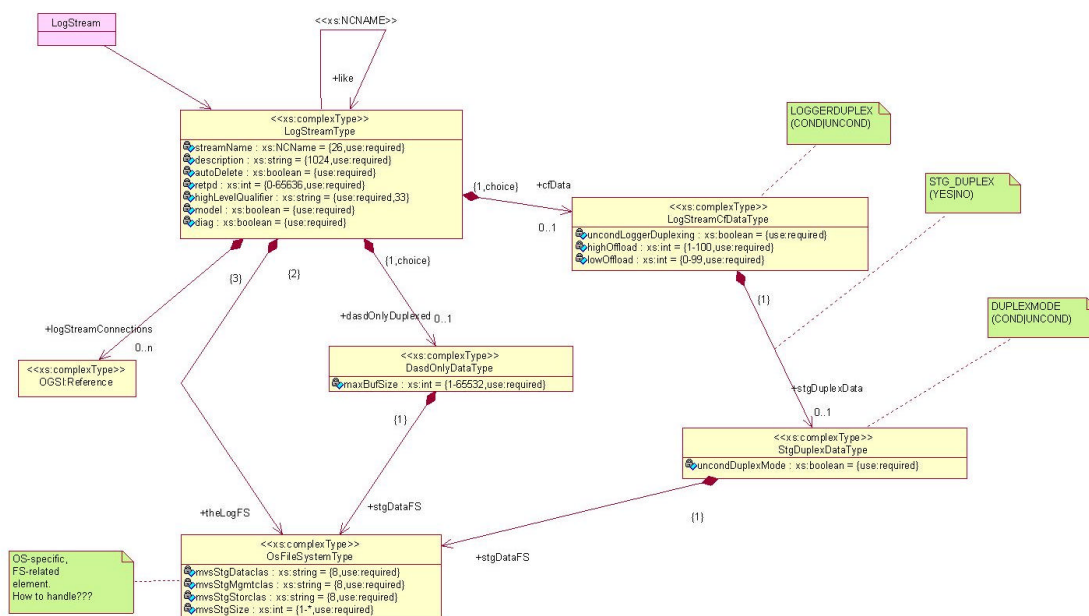 LogStream
<<xs:NCNAME>>
+like
<<xs:complexType>>
LogStreamType
streamName : xs:NCName = {26,use:required}
description : xs:string = {1024,use:required}
autoDelete : xs:boolean = {use:required}
retpd : xs:int = {0-65636,use:required}
highLevelQualifier : xs:string = {use:required,33}
model : xs:boolean = {use:required}
diag : xs:boolean = {use:required}
LOGGERDUPLEX
(COND|UNCOND)
STG_DUPLEX
(YES|NO)
{1,choice}
+cfData
0..1
<<xs:complexType>>
LogStreamCfDataType
uncondLoggerDuplexing : xs:boolean = {use:required}
highOffload : xs:int = {1-100,use:required}
lowOffload : xs:int = {0-99,use:required}
{3}
{2}
{1,choice}
{1}
DUPLEXMODE
(COND|UNCOND)
+logStreamConnections
0..n
+dasdOnlyDuplexed
0..1
<<xs:complexType>>
OGSI:Reference
<<xs:complexType>>
DasdOnlyDataType
maxBufSize : xs:int = {1-65532,use:required}
{1}
+stgDuplexData
0..1
<<xs:complexType>>
StgDuplexDataType
uncondDuplexMode : xs:boolean = {use:required}
{1}
+theLogFS
+stgDataFS
+stgDataFS
OS-specific,
FS-related
element.
How to handle???
<<xs:complexType>>
OsFileSystemType
mvsStgDataclas : xs:string = {8,use:required}
mvsStgMgmtclas : xs:string = {8,use:required}
mvsStgStorclas : xs:string = {8,use:required}
mvsStgSize : xs:int = {1-*,use:required}